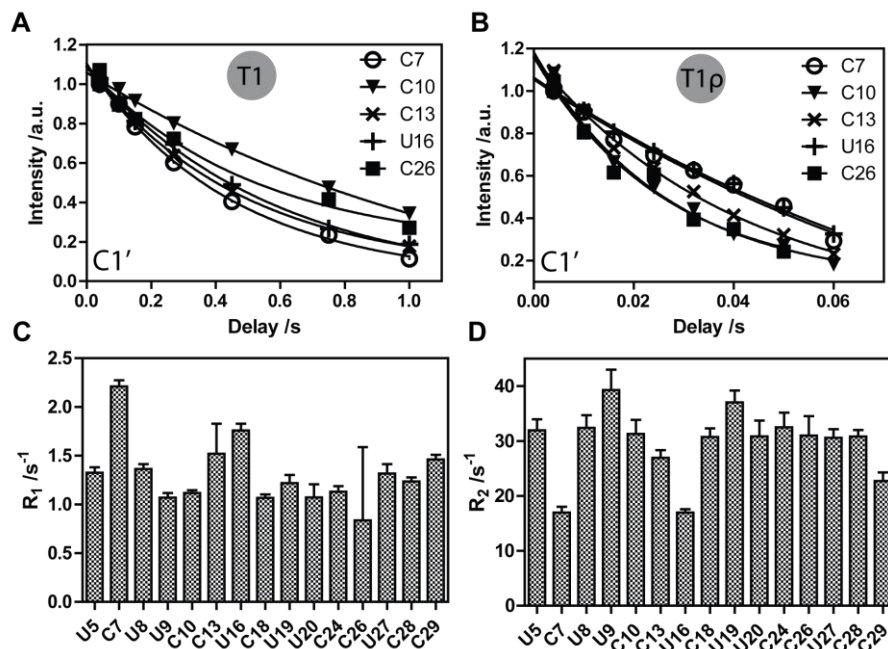 A
T1
C7
C10
C13
U16
C26
C1′
Intensity /a.u.
1.2
1.0
0.8
0.6
0.4
0.2
0.0
0.0 0.2 0.4 0.6 0.8 1.0
Delay /s
B
T1ρ
C7
C10
C13
U16
C26
C1′
Intensity /a.u.
1.2
1.0
0.8
0.6
0.4
0.2
0.00 0.02 0.04 0.06
Delay /s
C
R1 /s-1
2.5
2.0
1.5
1.0
0.5
0.0
U5 C7 U8 U9 C10 C13 U16 C18 U19 U20 C24 C26 U27 C28 C29
D
R2 /s-1
40
30
20
10
0
U5 C7 U8 U9 C10 C13 U16 C18 U19 U20 C24 C26 U27 C28 C29